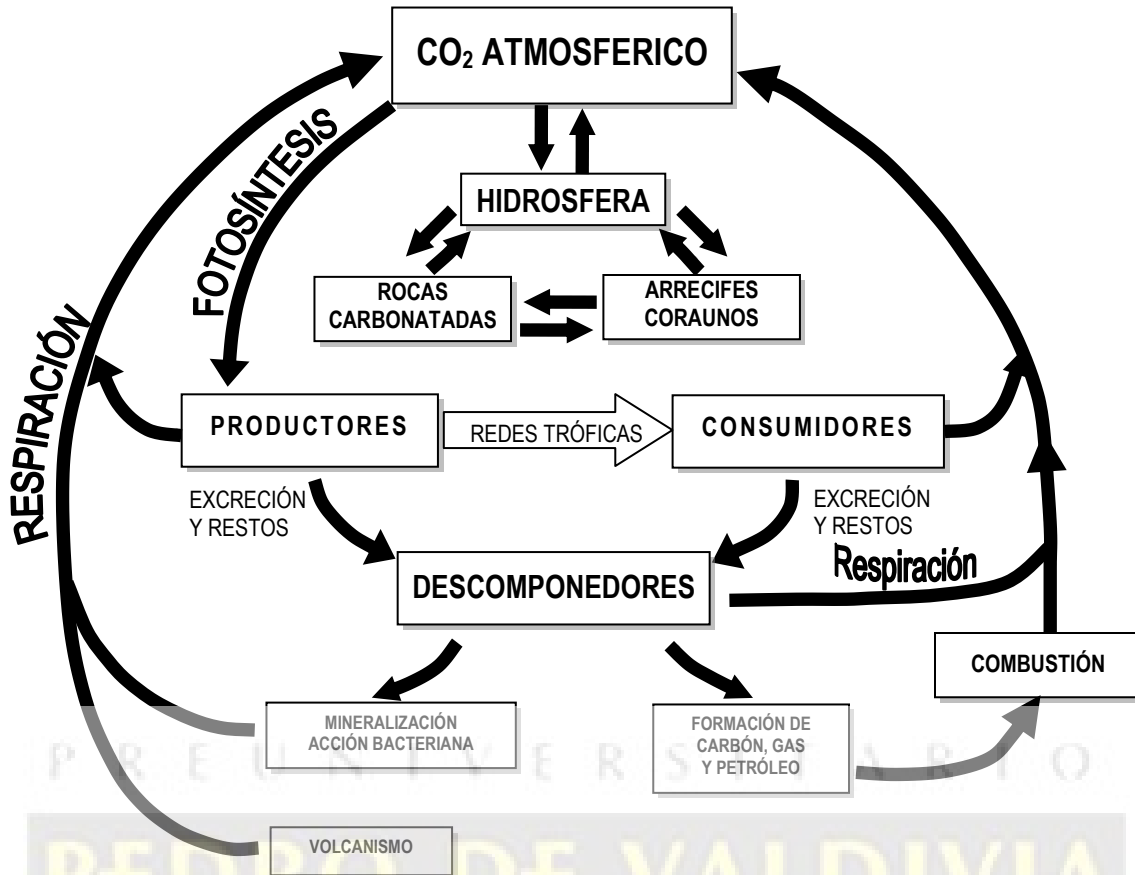 CO₂ ATMOSFERICO
FOTOSÍNTESIS
HIDROSFERA
ROCAS
CARBONATADAS
ARRECIFES
CORAUNOS
RESPIRACIÓN
PRODUCTORES
REDES TRÓFICAS
CONSUMIDORES
EXCRECIÓN
Y RESTOS
EXCRECIÓN
Y RESTOS
DESCOMPONEDORES
Respiración
COMBUSTIÓN
MINERALIZACIÓN
ACCIÓN BACTERIANA
FORMACIÓN DE
CARBÓN, GAS
Y PETRÓLEO
PREUNIVERSITARIO
VOLCANISMO
PEDRO DE VALDIVIA